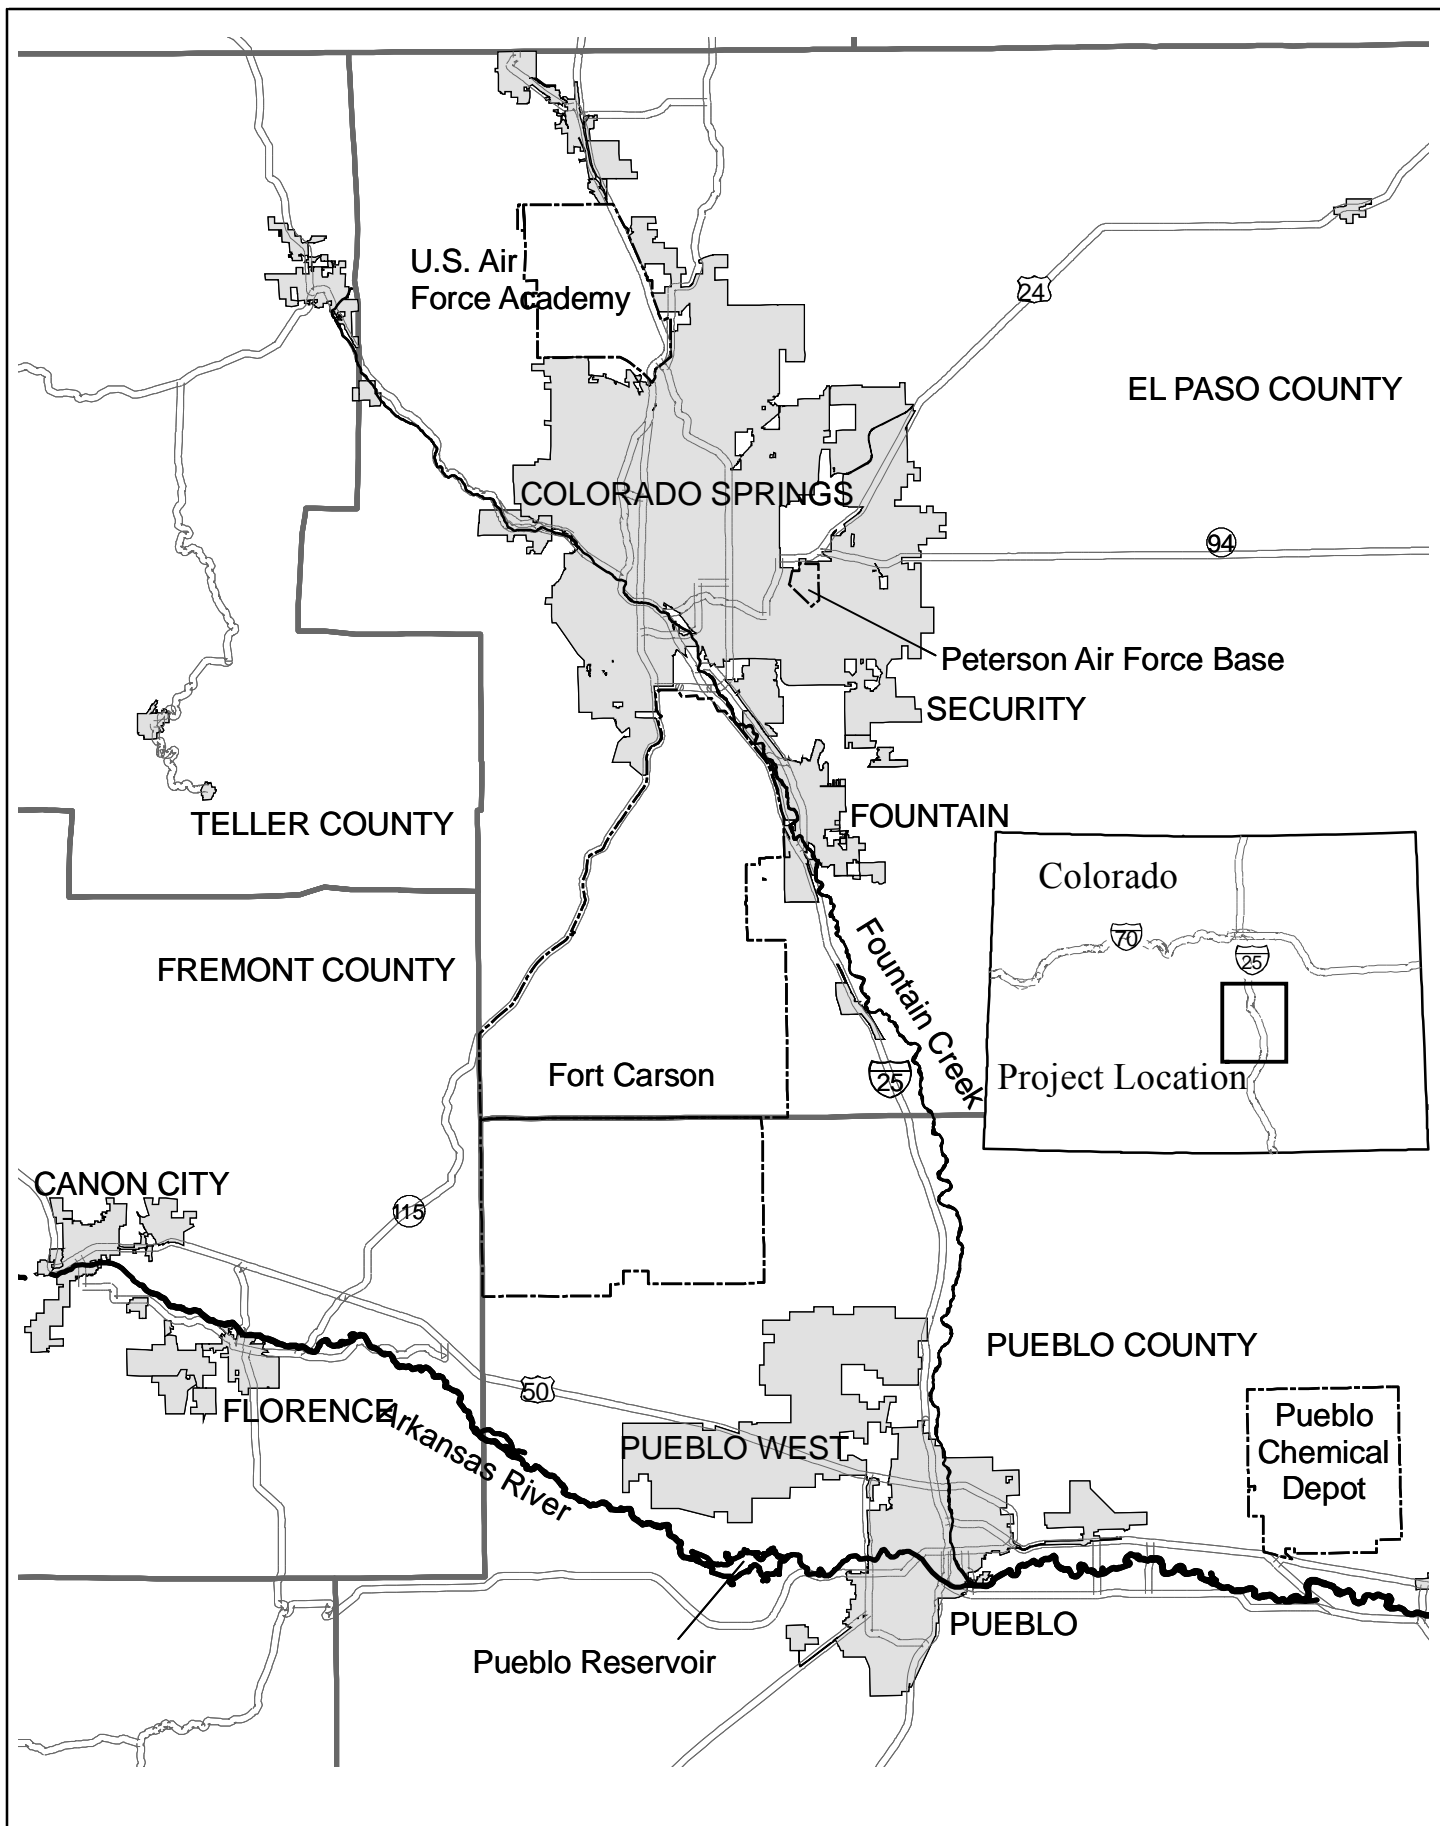 U.S. Air
Force Academy
24
EL PASO COUNTY
COLORADO SPRINGS
94
Peterson Air Force Base
SECURITY
TELLER COUNTY
FOUNTAIN
Colorado
70
25
Project Location
FREMONT COUNTY
Fountain Creek
Fort Carson
25
CANON CITY
115
PUEBLO COUNTY
50
FLORENCE
Arkansas River
PUEBLO WEST
Pueblo
Chemical
Depot
PUEBLO
Pueblo Reservoir